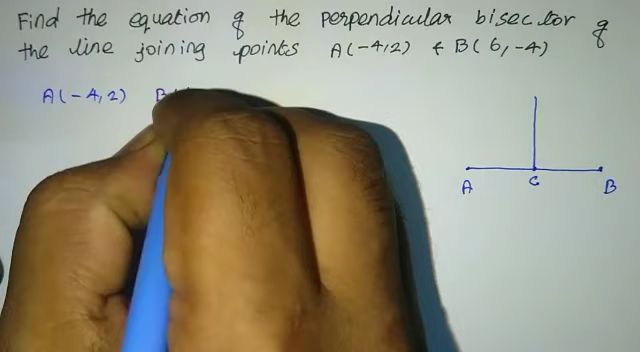 Find the equation of the perpendicular bisector of
the line joining points A(-4,2) & B(6,-4)
A(-4,2) B
A C B